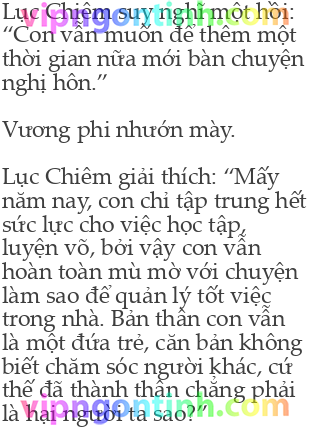 Lục Chiêm suy nghĩ một hồi:
“Con vẫn muốn để thêm một
thời gian nữa mới bàn chuyện
nghị hôn.”
Vương phi nhướn mày.
Lục Chiêm giải thích: “Mấy
năm nay, con chỉ tập trung hết
sức lực cho việc học tập,
luyện võ, bởi vậy con vẫn
hoàn toàn mù mờ với chuyện
làm sao để quản lý tốt việc
trong nhà. Bản thân con vẫn
là một đứa trẻ, căn bản không
biết chăm sóc người khác, cứ
thế đã thành thân chẳng phải
là hại người ta sao?”
vipngontinh.com
vipngontinh.com